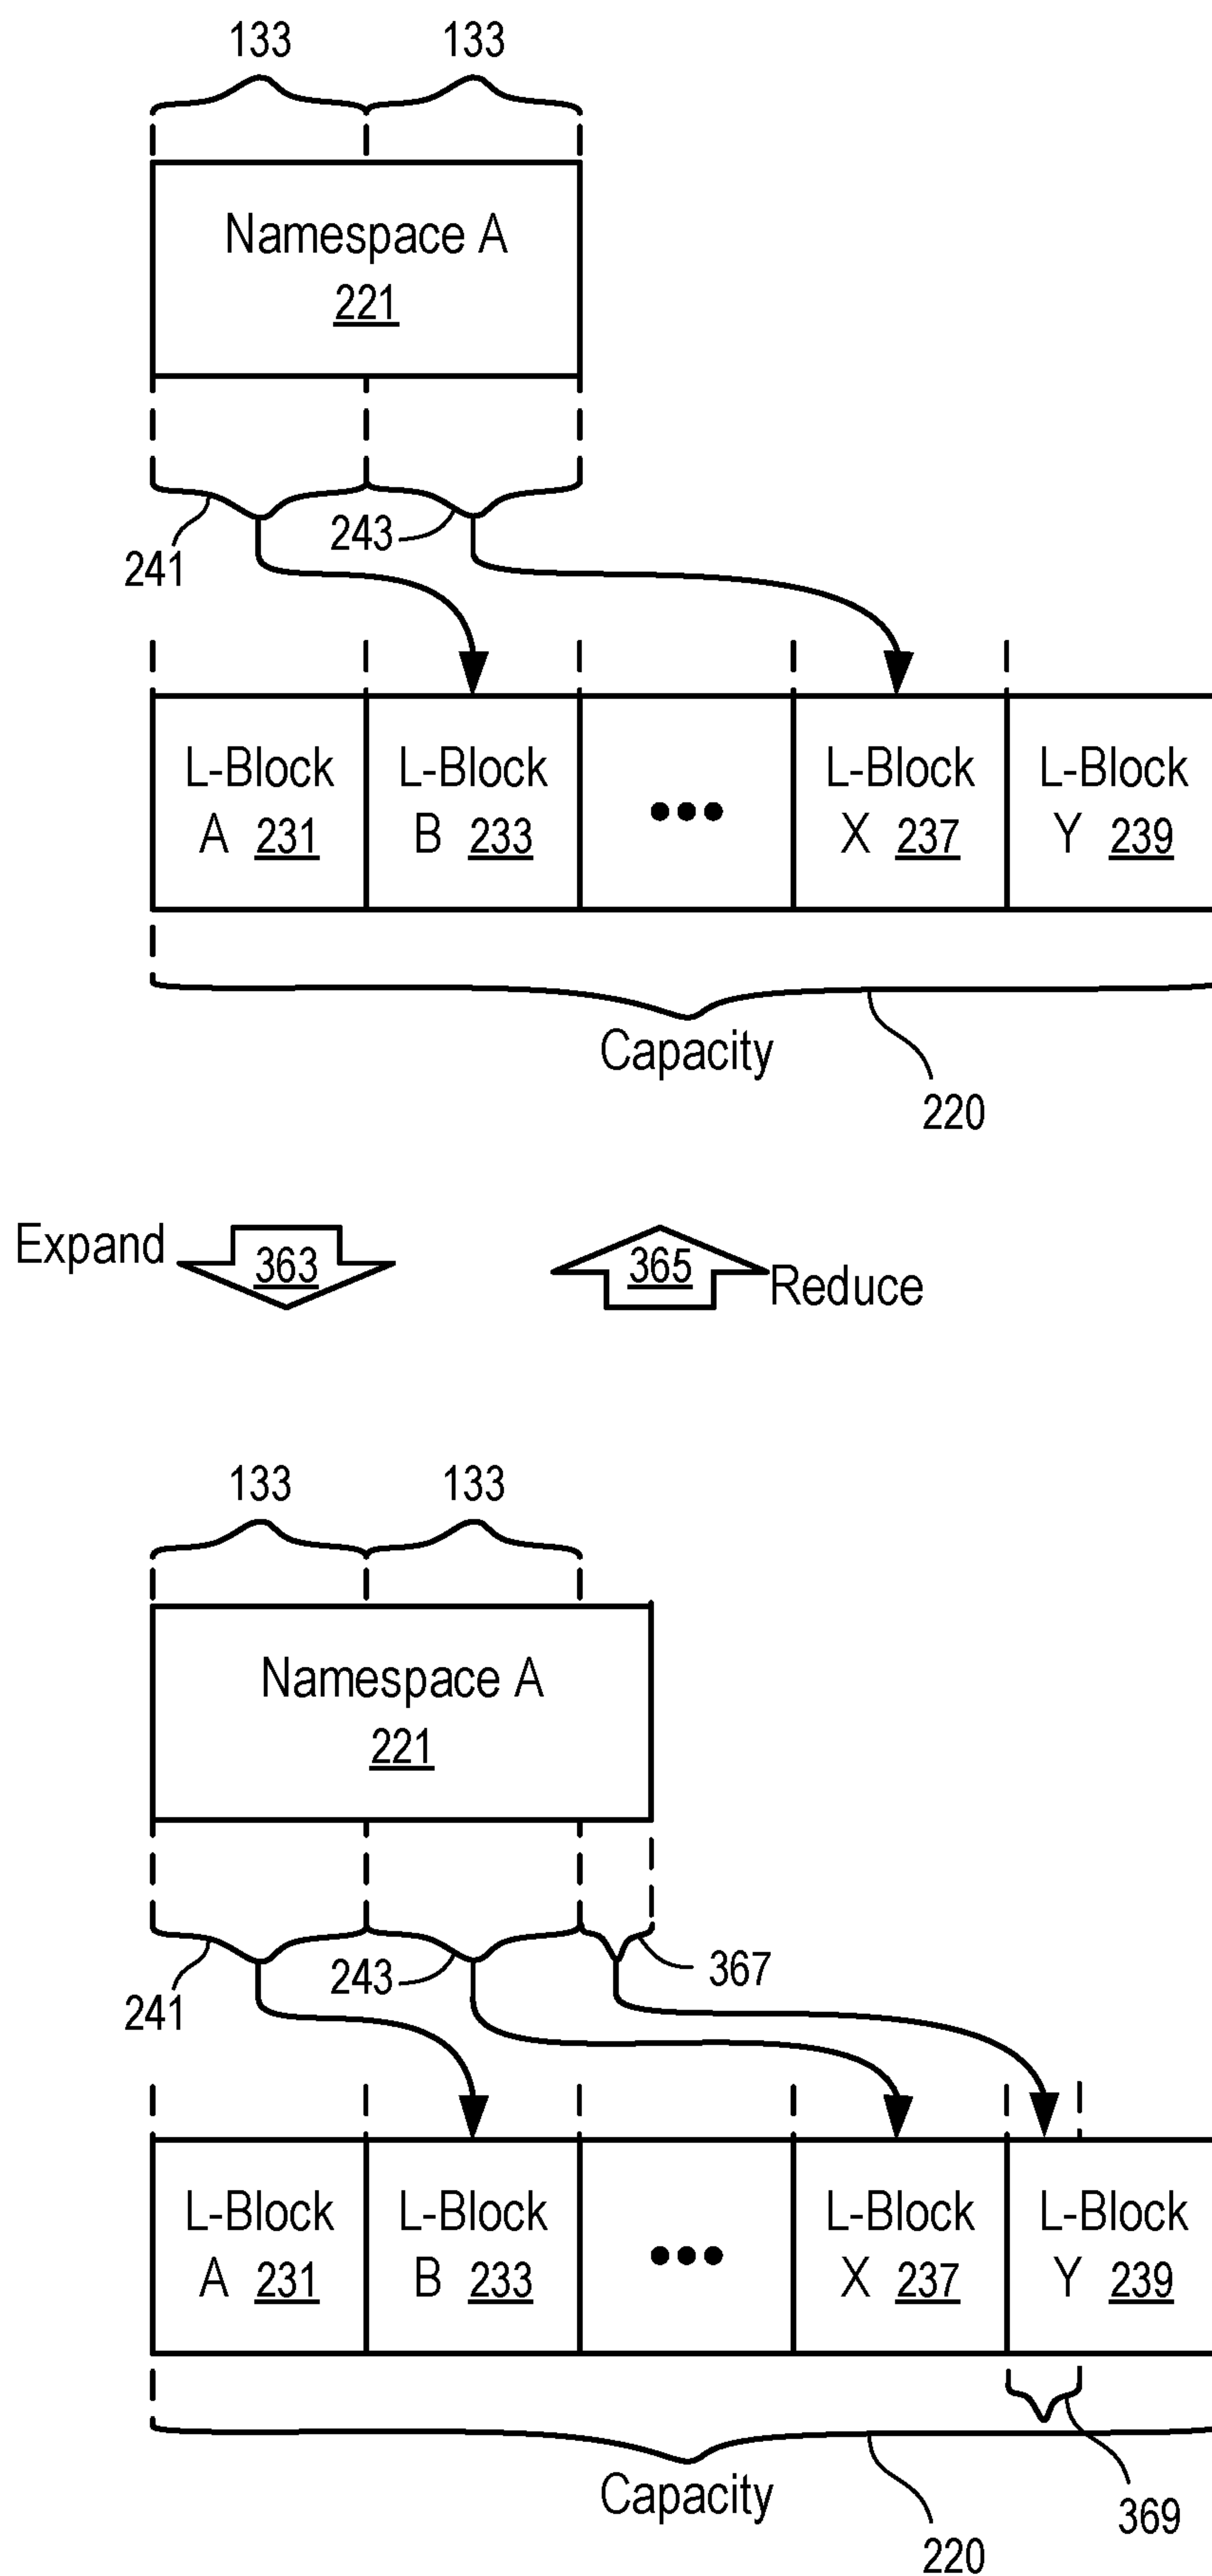 133 133
Namespace A
221
241 243
L-Block L-Block L-Block L-Block
A 231 B 233 ••• X 237 Y 239
Capacity
220
Expand 363 365 Reduce
133 133
Namespace A
221
241 243 367
L-Block L-Block L-Block L-Block
A 231 B 233 ••• X 237 Y 239
Capacity
220 369